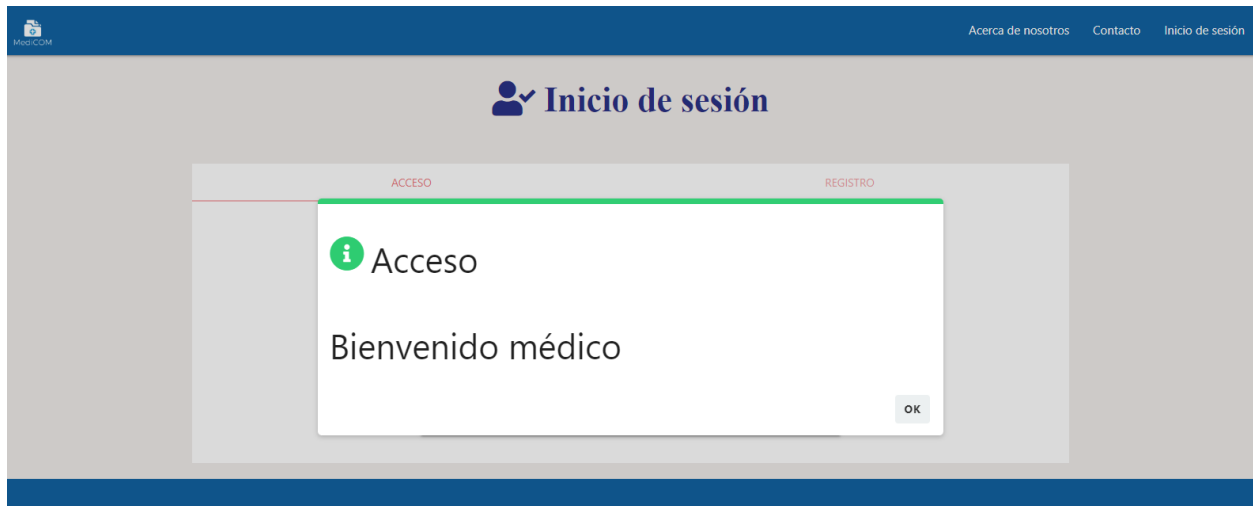 MediCOM
Acerca de nosotros Contacto Inicio de sesión
Inicio de sesión
ACCESO REGISTRO
Acceso
Bienvenido médico
OK